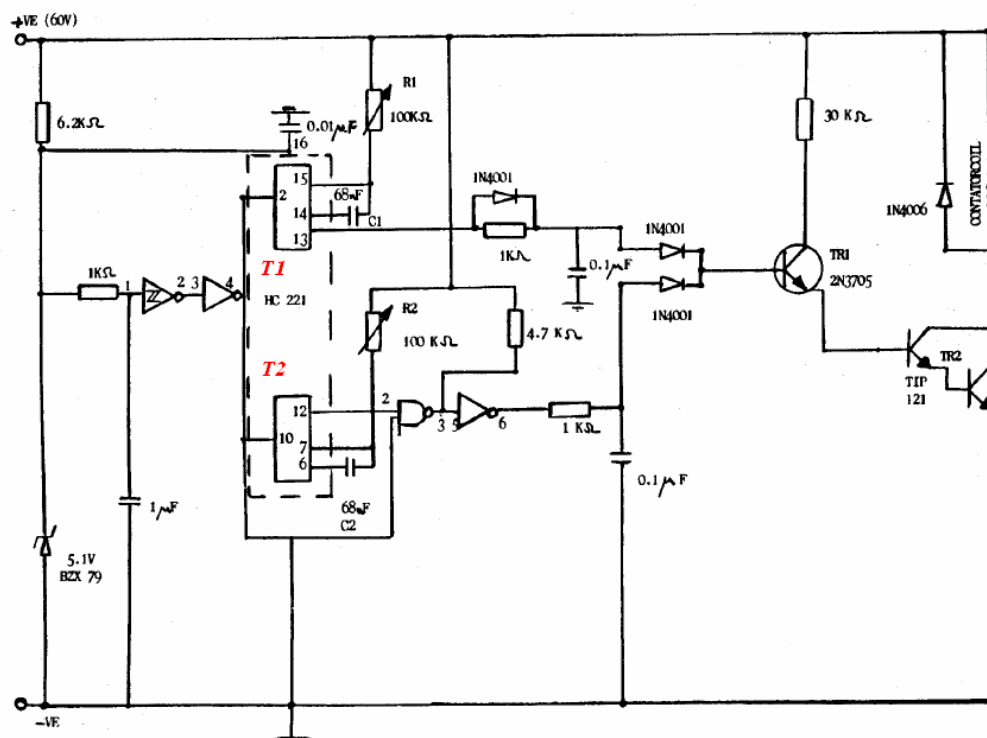 +VE (60V)
R1
100KΩ
6.2KΩ
0.01μF
16
30 KΩ
15
2
68nF
14
C1
13
1N4001
1N4001
1KΩ
0.1μF
1N4006
CONTATORCOIL
TR1
2N3705
T1
1KΩ
1
2
3
4
HC 221
1N4001
R2
100 KΩ
4.7 KΩ
T2
TR2
TIP
121
12
2
10
7
1
3
5
6
6
1 KΩ
68nF
C2
0.1μF
1μF
5.1V
BZX 79
-VE